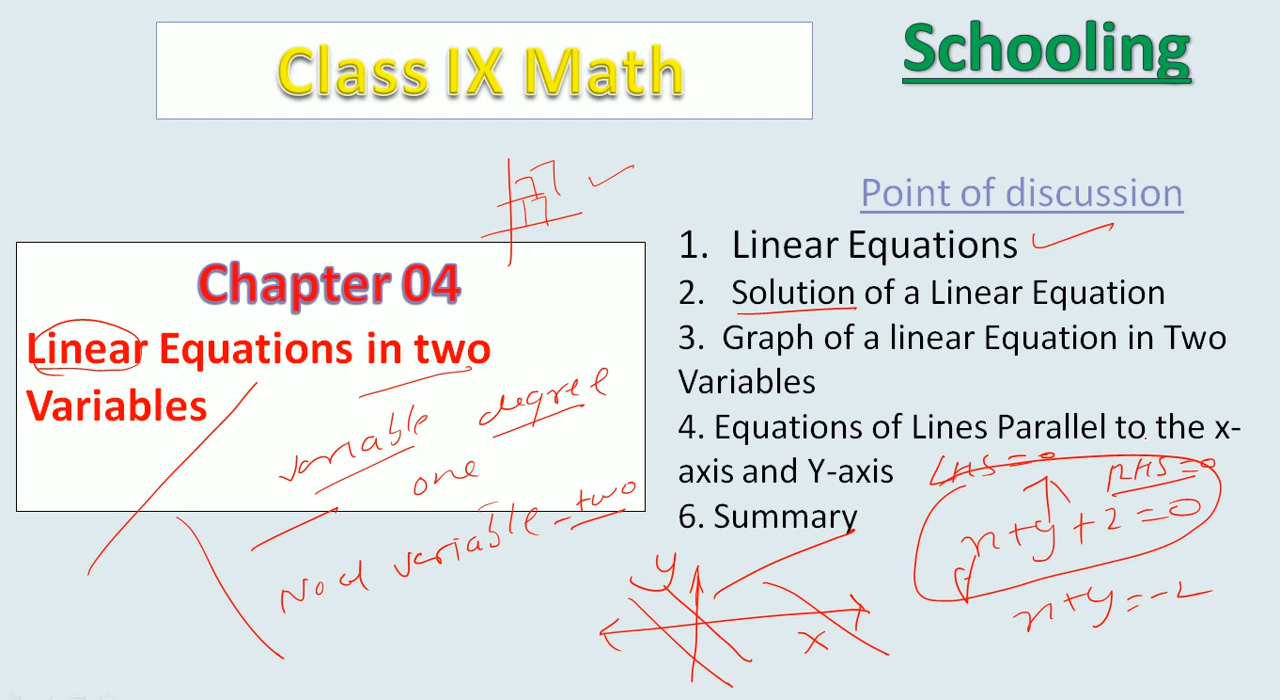 Class IX Math
Schooling
Point of discussion
1. Linear Equations
2. Solution of a Linear Equation
3. Graph of a linear Equation in Two
Variables
4. Equations of Lines Parallel to the x-
axis and Y-axis
6. Summary
Chapter 04
Linear Equations in two
Variables
variable degree
one
No of variable = two
LHS = 0
RHS = 0
x+y+2=0
x+y=-2
y
x